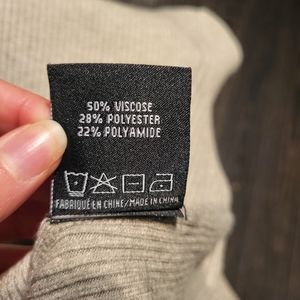 50% VISCOSE
28% POLYESTER
22% POLYAMIDE
FABRIQUÉ EN CHINE/MADE IN CHINA